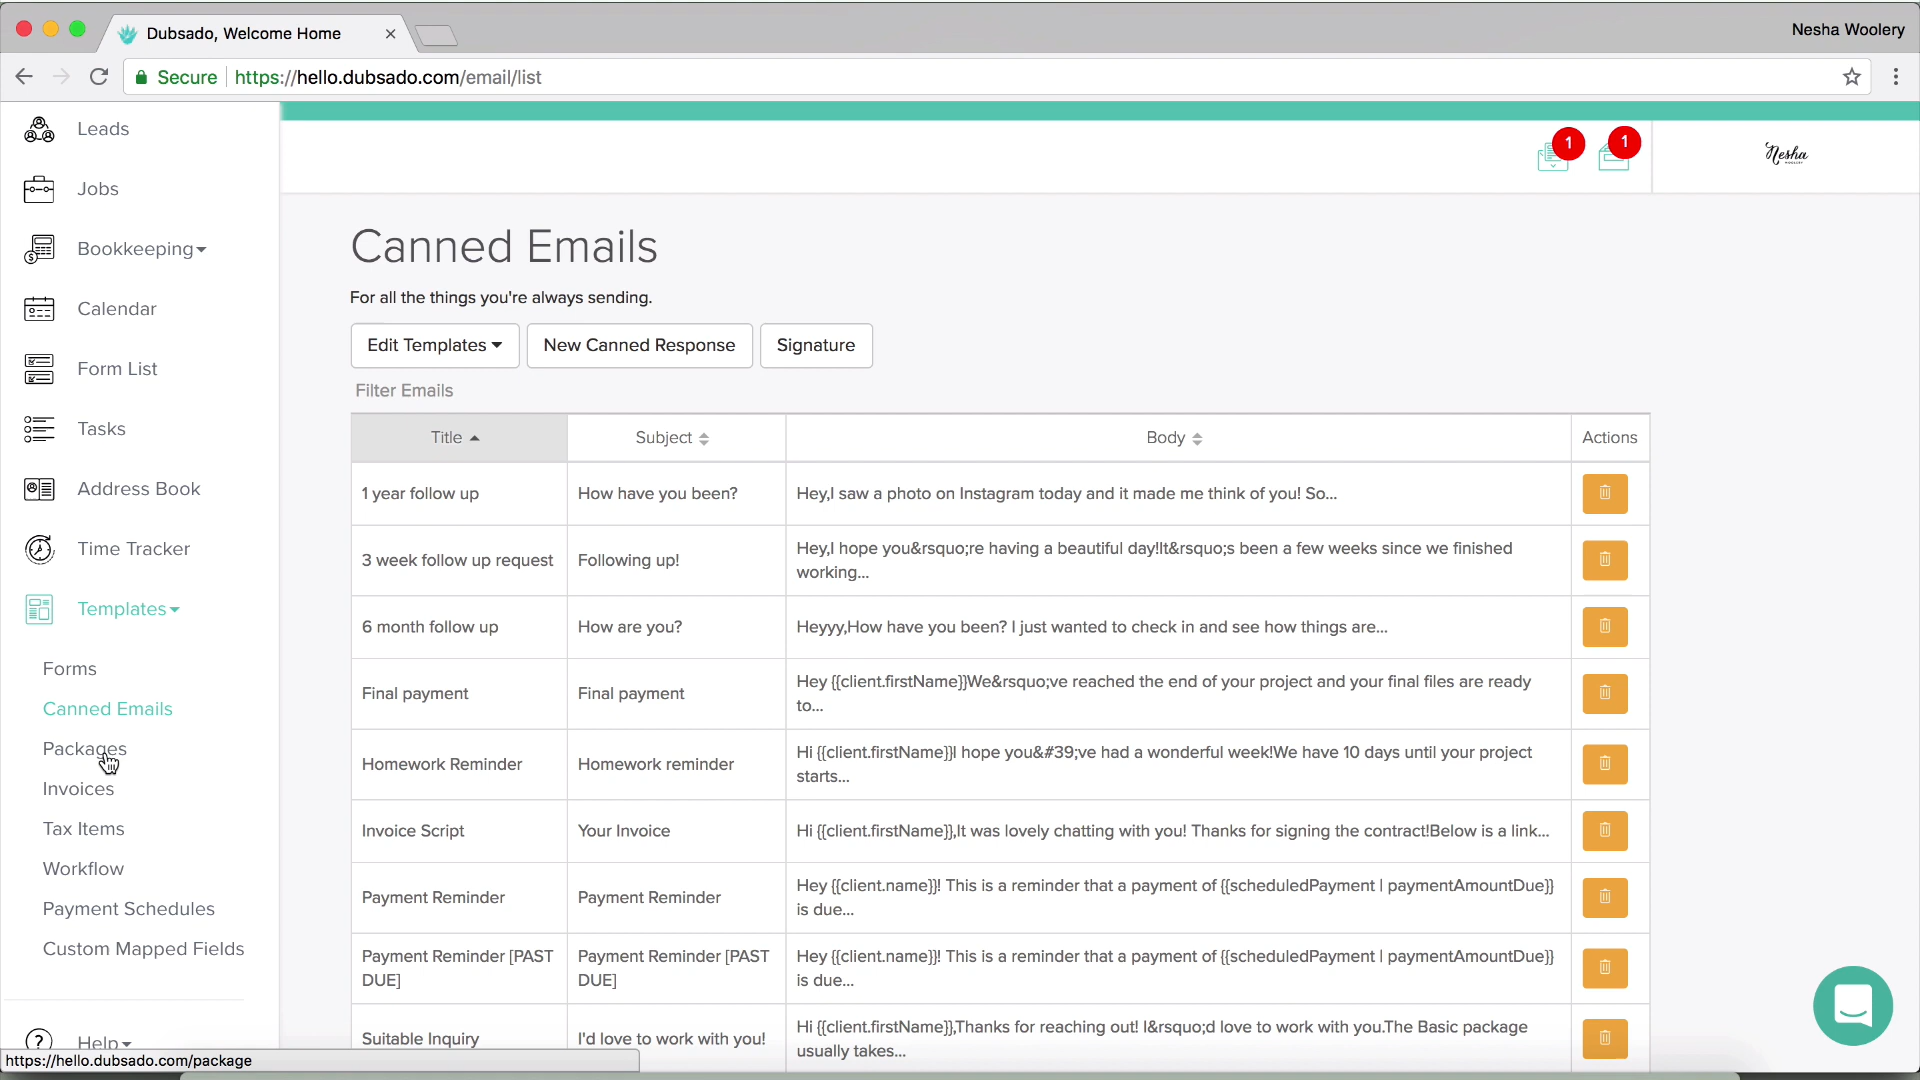 Dubsado, Welcome Home
Nesha Woolery
Secure https://hello.dubsado.com/email/list
Leads
Jobs
Bookkeeping
Calendar
Form List
Tasks
Address Book
Time Tracker
Templates
Forms
Canned Emails
Packages
Invoices
Tax Items
Workflow
Payment Schedules
Custom Mapped Fields
Help
https://hello.dubsado.com/package
1
1
Nesha
WOOLERY
Canned Emails
For all the things you're always sending.
Edit Templates New Canned Response Signature
Filter Emails
Title Subject Body Actions
1 year follow up How have you been? Hey,I saw a photo on Instagram today and it made me think of you! So...
3 week follow up request Following up! Hey,I hope you&rsquo;re having a beautiful day!It&rsquo;s been a few weeks since we finished
working...
6 month follow up How are you? Heyyy,How have you been? I just wanted to check in and see how things are...
Final payment Final payment Hey {{client.firstName}}We&rsquo;ve reached the end of your project and your final files are ready
to...
Homework Reminder Homework reminder Hi {{client.firstName}}I hope you&#39;ve had a wonderful week!We have 10 days until your project
starts...
Invoice Script Your Invoice Hi {{client.firstName}},It was lovely chatting with you! Thanks for signing the contract!Below is a link...
Payment Reminder Payment Reminder Hey {{client.name}}! This is a reminder that a payment of {{scheduledPayment | paymentAmountDue}}
is due...
Payment Reminder [PAST Payment Reminder [PAST Hey {{client.name}}! This is a reminder that a payment of {{scheduledPayment | paymentAmountDue}}
DUE] DUE] is due...
Suitable Inquiry I'd love to work with you! Hi {{client.firstName}},Thanks for reaching out! I&rsquo;d love to work with you.The Basic package
usually takes...